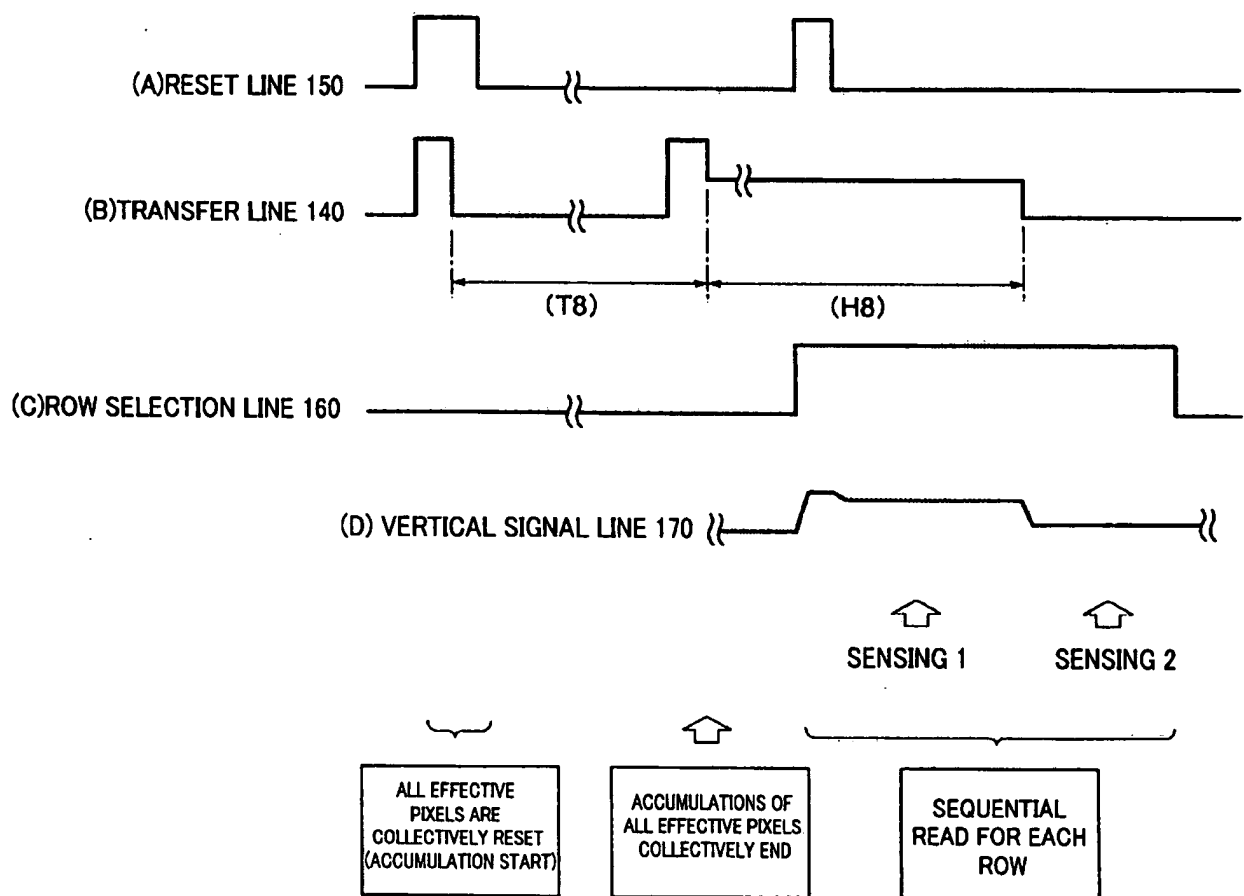 (A)RESET LINE 150
(B)TRANSFER LINE 140
(T8)
(H8)
(C)ROW SELECTION LINE 160
(D) VERTICAL SIGNAL LINE 170
SENSING 1
SENSING 2
ALL EFFECTIVE
PIXELS ARE
COLLECTIVELY RESET
(ACCUMULATION START)
ACCUMULATIONS OF
ALL EFFECTIVE PIXELS
COLLECTIVELY END
SEQUENTIAL
READ FOR EACH
ROW